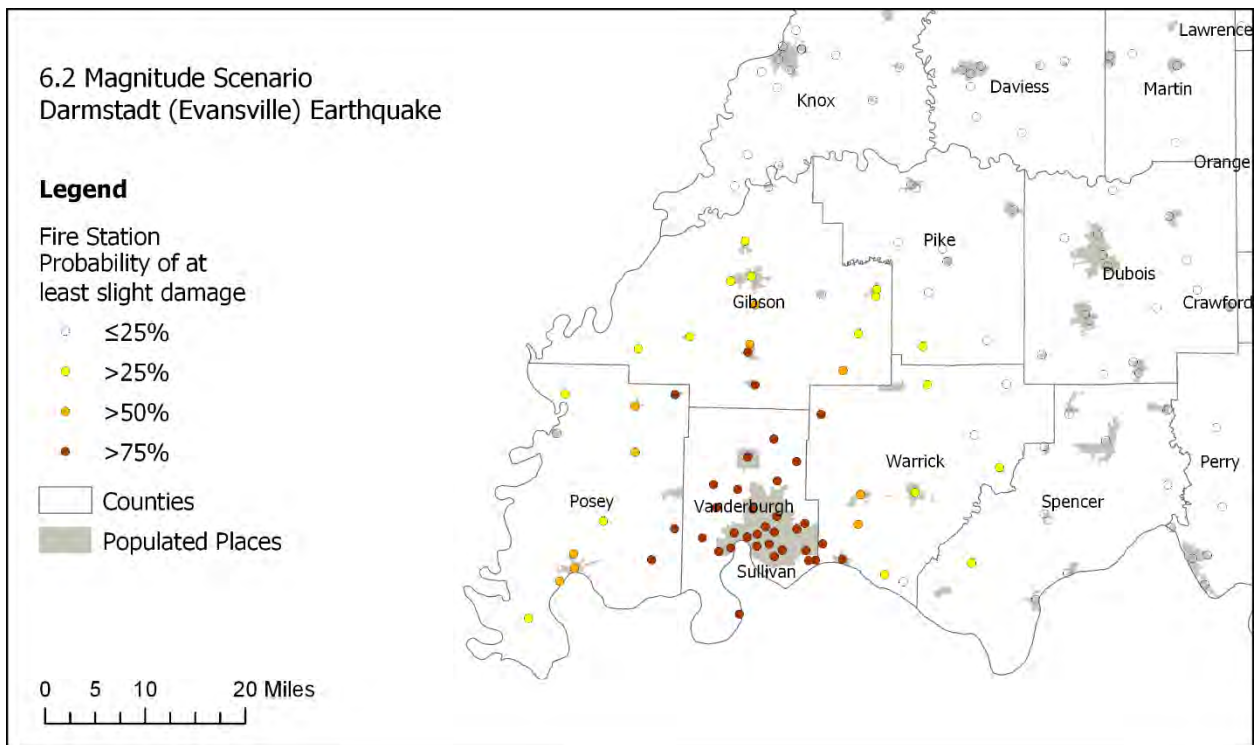 6.2 Magnitude Scenario
Darmstadt (Evansville) Earthquake
Legend
Fire Station
Probability of at
least slight damage
≤25%
>25%
>50%
>75%
Counties
Populated Places
0 5 10 20 Miles
Lawrence
Knox
Daviess
Martin
Orange
Pike
Dubois
Gibson
Crawford
Warrick
Perry
Posey
Vanderburgh
Spencer
Sullivan